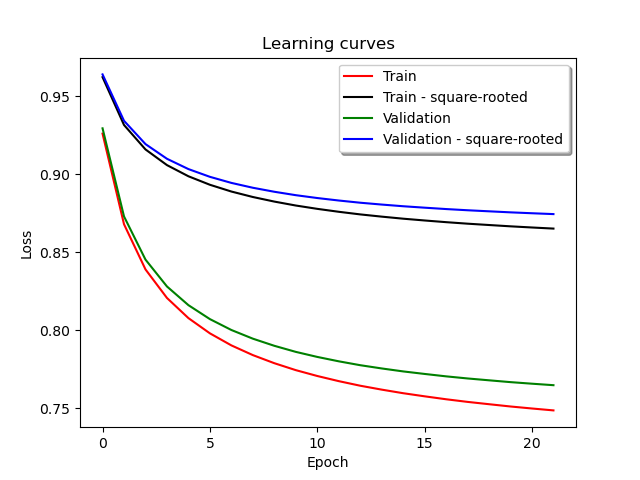 Learning curves
Train
Train - square-rooted
Validation
Validation - square-rooted
Loss
0.95
0.90
0.85
0.80
0.75
0
5
10
15
20
Epoch